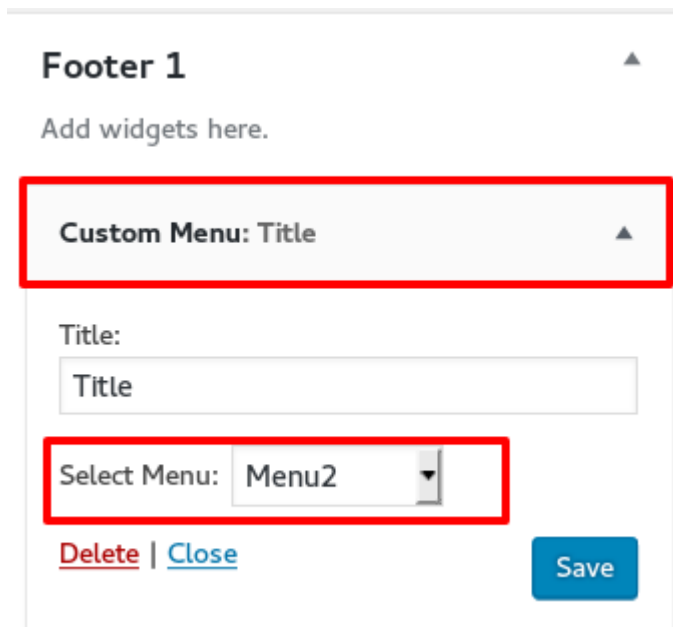 Footer 1
Add widgets here.
Custom Menu: Title
Title:
Title
Select Menu: Menu2
Delete | Close
Save